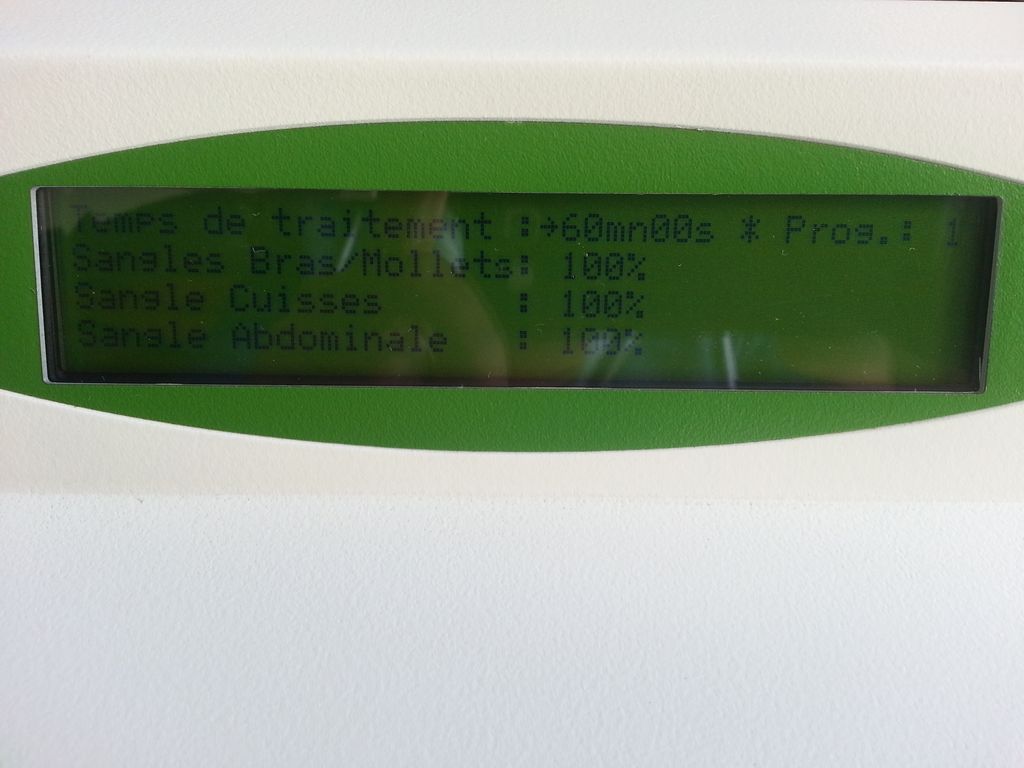 Temps de traitement :→60mn00s * Prog.: 1
Sangles Bras/Mollets: 100%
Sangle Cuisses : 100%
Sangle Abdominale : 100%